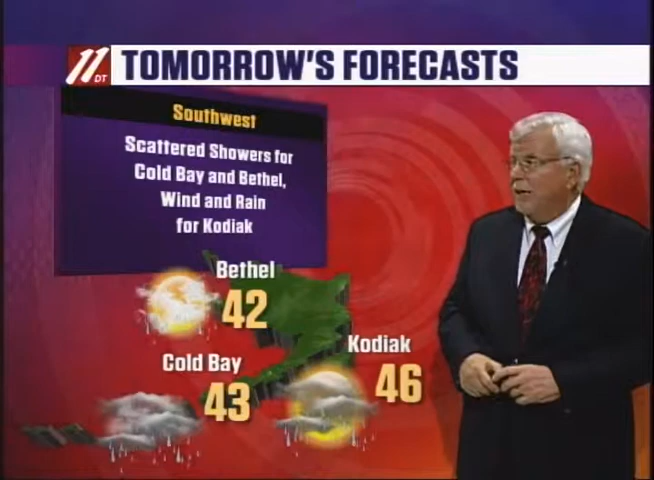 11 DT TOMORROW'S FORECASTS
Southwest
Scattered Showers for
Cold Bay and Bethel,
Wind and Rain
for Kodiak
Bethel
42
Kodiak
46
Cold Bay
43